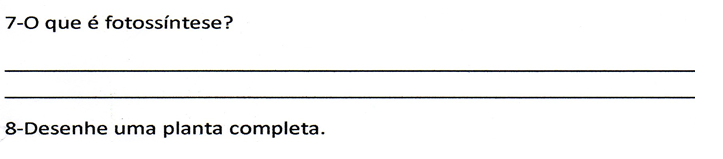 7-O que é fotossíntese?
8-Desenhe uma planta completa.